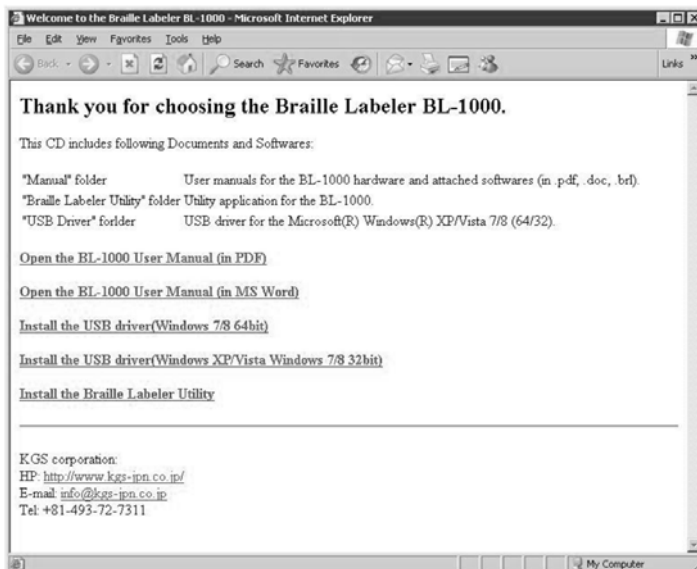 Welcome to the Braille Labeler BL-1000 - Microsoft Internet Explorer
File Edit View Favorites Tools Help
Back Search Favorites Links »
Thank you for choosing the Braille Labeler BL-1000.
This CD includes following Documents and Softwares:
"Manual" folder User manuals for the BL-1000 hardware and attached softwares (in .pdf, .doc, .brl).
"Braille Labeler Utility" folder Utility application for the BL-1000.
"USB Driver" forlder USB driver for the Microsoft(R) Windows(R) XP/Vista 7/8 (64/32).
Open the BL-1000 User Manual (in PDF)
Open the BL-1000 User Manual (in MS Word)
Install the USB driver(Windows 7/8 64bit)
Install the USB driver(Windows XP/Vista Windows 7/8 32bit)
Install the Braille Labeler Utility
KGS corporation:
HP: http://www.kgs-jpn.co.jp/
E-mail: info@kgs-jpn.co.jp
Tel: +81-493-72-7311
My Computer